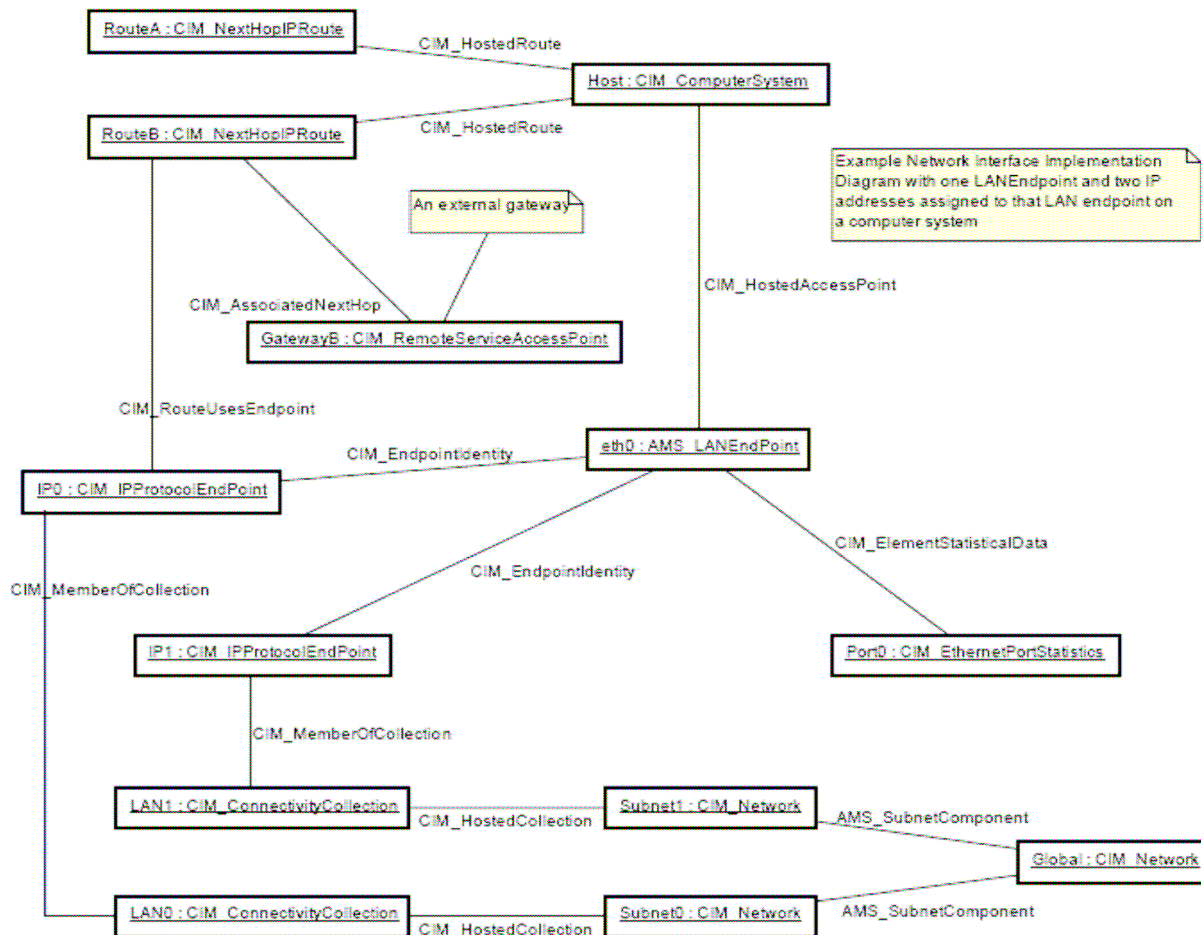 RouteA : CIM_NextHopIPRoute
CIM_HostedRoute
Host : CIM_ComputerSystem
RouteB : CIM_NextHopIPRoute
CIM_HostedRoute
Example Network Interface Implementation
Diagram with one LANEndpoint and two IP
addresses assigned to that LAN endpoint on
a computer system
An external gateway
CIM_HostedAccessPoint
CIM_AssociatedNextHop
GatewayB : CIM_RemoteServiceAccessPoint
CIM_RouteUsesEndpoint
eth0 : AMS_LANEndPoint
CIM_EndpointIdentity
IP0 : CIM_IPProtocolEndPoint
CIM_ElementStatisticalData
CIM_EndpointIdentity
CIM_MemberOfCollection
IP1 : CIM_IPProtocolEndPoint
Port0 : CIM_EthernetPortStatistics
CIM_MemberOfCollection
LAN1 : CIM_ConnectivityCollection
CIM_HostedCollection
Subnet1 : CIM_Network
AMS_SubnetComponent
Global : CIM_Network
LAN0 : CIM_ConnectivityCollection
CIM_HostedCollection
Subnet0 : CIM_Network
AMS_SubnetComponent